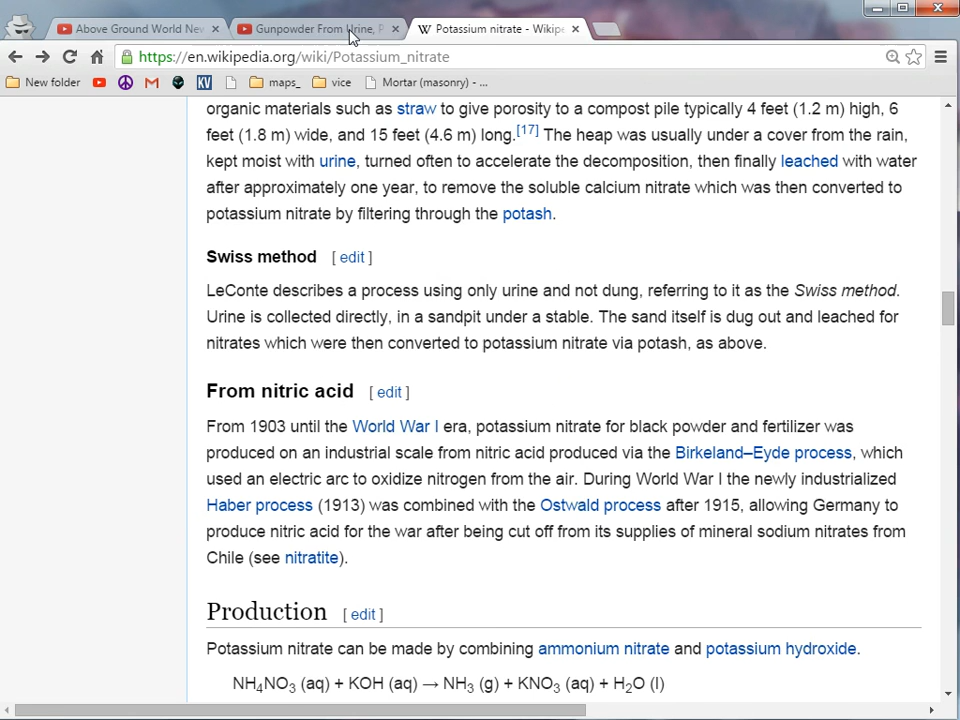 Above Ground World New
Gunpowder From Urine, P
W Potassium nitrate - Wikipe
https://en.wikipedia.org/wiki/Potassium_nitrate
New folder
KV
maps_
vice
Mortar (masonry) - ...
organic materials such as straw to give porosity to a compost pile typically 4 feet (1.2 m) high, 6
feet (1.8 m) wide, and 15 feet (4.6 m) long.[17] The heap was usually under a cover from the rain,
kept moist with urine, turned often to accelerate the decomposition, then finally leached with water
after approximately one year, to remove the soluble calcium nitrate which was then converted to
potassium nitrate by filtering through the potash.
Swiss method [ edit ]
LeConte describes a process using only urine and not dung, referring to it as the Swiss method.
Urine is collected directly, in a sandpit under a stable. The sand itself is dug out and leached for
nitrates which were then converted to potassium nitrate via potash, as above.
From nitric acid [ edit ]
From 1903 until the World War I era, potassium nitrate for black powder and fertilizer was
produced on an industrial scale from nitric acid produced via the Birkeland–Eyde process, which
used an electric arc to oxidize nitrogen from the air. During World War I the newly industrialized
Haber process (1913) was combined with the Ostwald process after 1915, allowing Germany to
produce nitric acid for the war after being cut off from its supplies of mineral sodium nitrates from
Chile (see nitratite).
Production [ edit ]
Potassium nitrate can be made by combining ammonium nitrate and potassium hydroxide.
NH4NO3 (aq) + KOH (aq) → NH3 (g) + KNO3 (aq) + H2O (l)